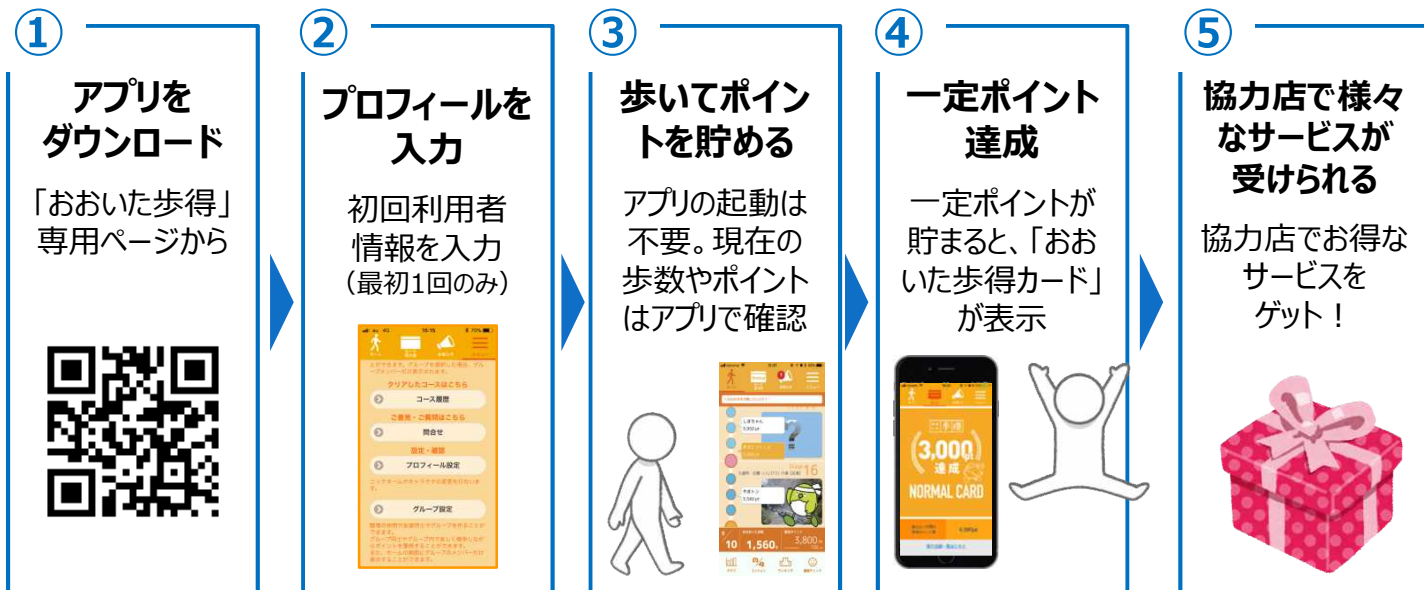 ①
アプリを
ダウンロード
「おおいた歩得」
専用ページから
②
プロフィールを
入力
初回利用者
情報を入力
（最初1回のみ）
クリアしたコースはこちら
コース履歴
ご意見・ご質問はこちら
問合せ
設定・確認
プロフィール設定
グループ設定
③
歩いてポイン
トを貯める
アプリの起動は
不要。現在の
歩数やポイント
はアプリで確認
16
10
1,560
3,800
④
一定ポイント
達成
一定ポイントが
貯まると、「おお
いた歩得カード」
が表示
3,000
達成
NORMAL CARD
⑤
協力店で様々
なサービスが
受けられる
協力店でお得な
サービスを
ゲット！